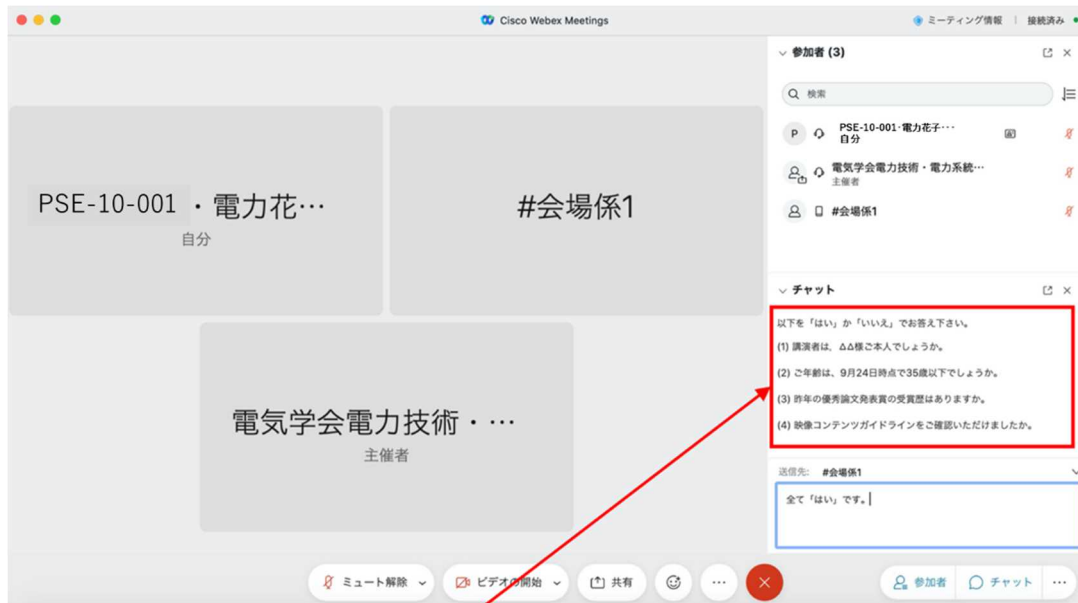 Cisco Webex Meetings
ミーティング情報
接続済み
PSE-10-001 ・電力花…
自分
#会場係1
電気学会電力技術・…
主催者
参加者 (3)
検索
P
PSE-10-001・電力花子…
自分
電気学会電力技術・電力系統…
主催者
#会場係1
チャット
以下を「はい」か「いいえ」でお答え下さい。
(1) 講演者は、△△様ご本人でしょうか。
(2) ご年齢は、9月24日時点で35歳以下でしょうか。
(3) 昨年の優秀論文発表賞の受賞歴はありますか。
(4) 映像コンテンツガイドラインをご確認いただけましたか。
送信先: #会場係1
全て「はい」です。
ミュート解除
ビデオの開始
共有
参加者
チャット